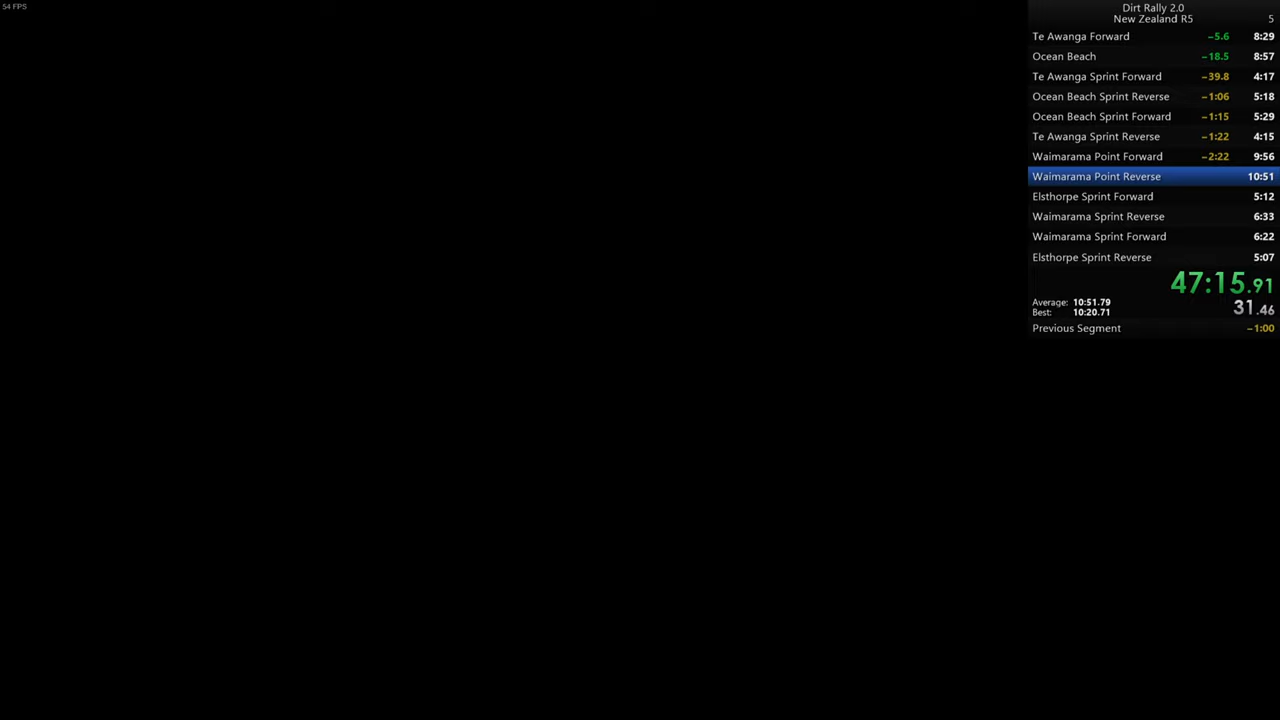 54 FPS
Dirt Rally 2.0
New Zealand R5 5
Te Awanga Forward −5.6 8:29
Ocean Beach −18.5 8:57
Te Awanga Sprint Forward −39.8 4:17
Ocean Beach Sprint Reverse −1:06 5:18
Ocean Beach Sprint Forward −1:15 5:29
Te Awanga Sprint Reverse −1:22 4:15
Waimarama Point Forward −2:22 9:56
Waimarama Point Reverse 10:51
Elsthorpe Sprint Forward 5:12
Waimarama Sprint Reverse 6:33
Waimarama Sprint Forward 6:22
Elsthorpe Sprint Reverse 5:07
47:15.91
Average: 10:51.79
Best: 10:20.71
31.46
Previous Segment −1:00